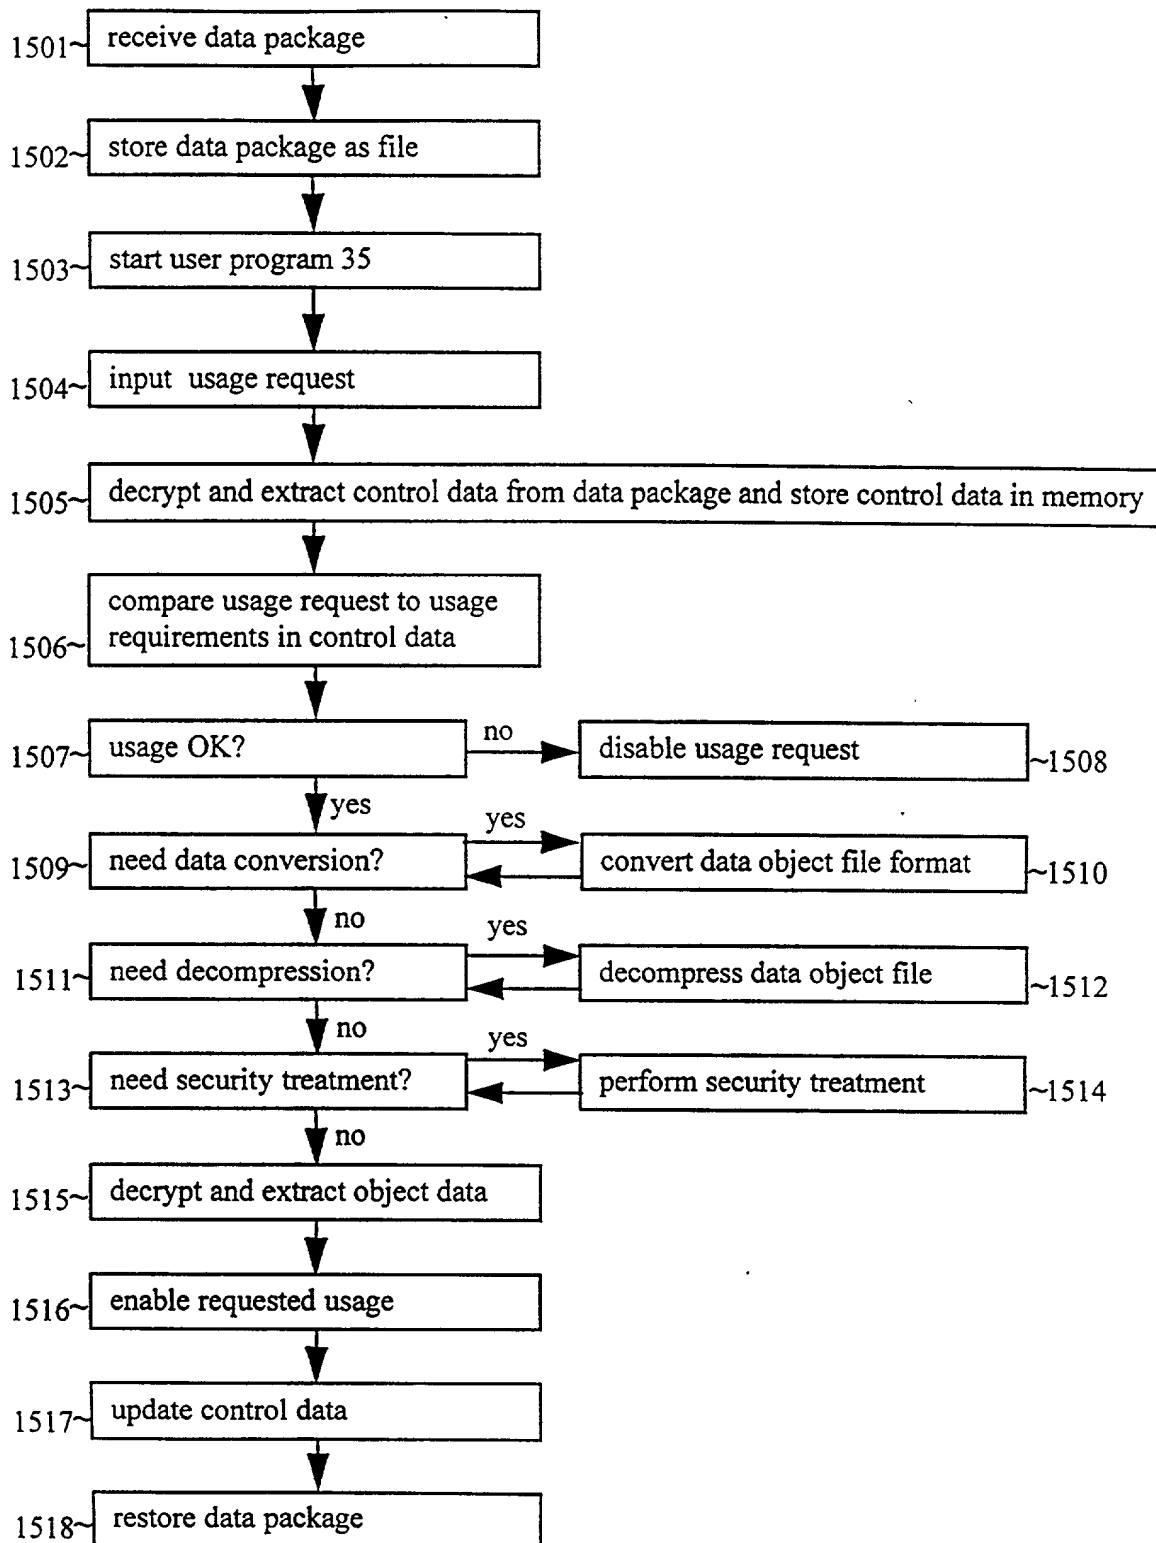 1501~ receive data package
1502~ store data package as file
1503~ start user program 35
1504~ input usage request
1505~ decrypt and extract control data from data package and store control data in memory
compare usage request to usage
1506~ requirements in control data
1507~ usage OK? no disable usage request ~1508
yes
1509~ need data conversion? yes convert data object file format ~1510
no
1511~ need decompression? yes decompress data object file ~1512
no
1513~ need security treatment? yes perform security treatment ~1514
no
1515~ decrypt and extract object data
1516~ enable requested usage
1517~ update control data
1518~ restore data package